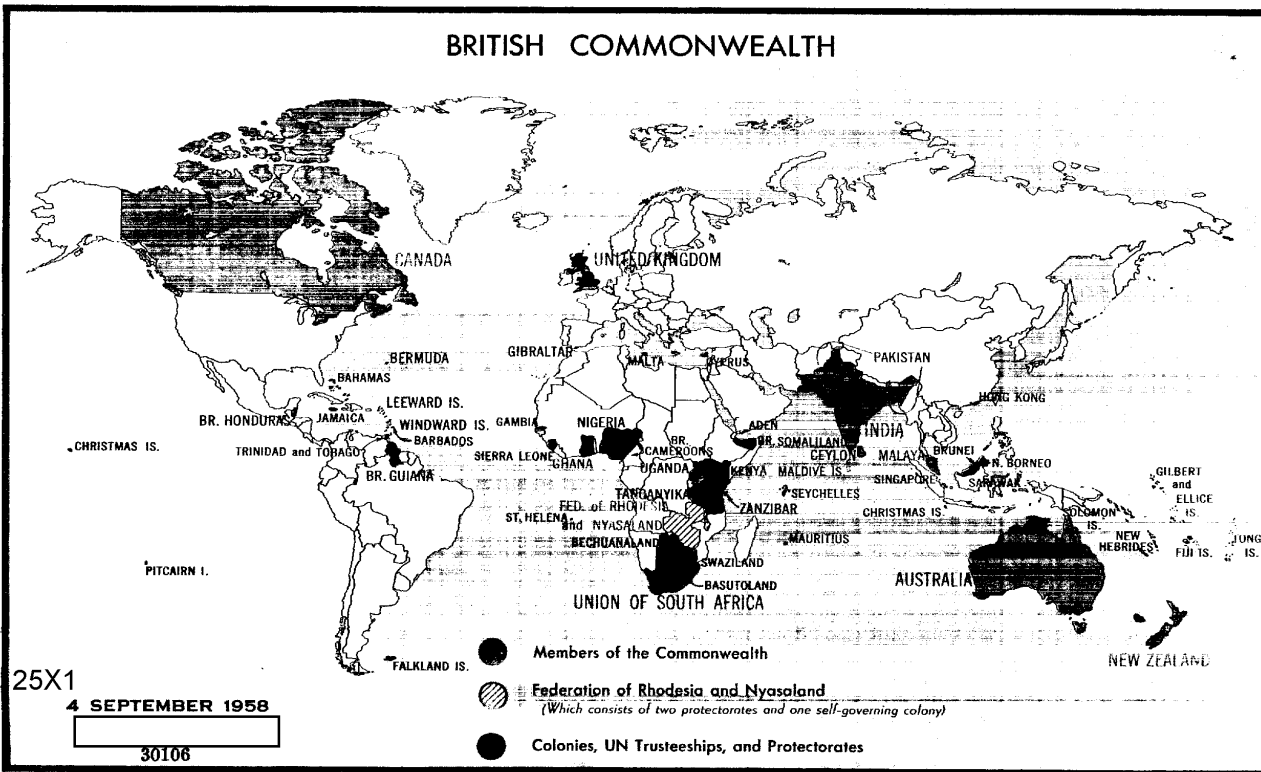 BRITISH COMMONWEALTH
CANADA
UNITED KINGDOM
BERMUDA
GIBRALTAR
MALTA
CYPRUS
PAKISTAN
BAHAMAS
HONG KONG
LEEWARD IS.
BR. HONDURAS
JAMAICA
WINDWARD IS.
GAMBIA
NIGERIA
ADEN
INDIA
CHRISTMAS IS.
BARBADOS
TRINIDAD and TOBAGO
SIERRA LEONE
GHANA
BR.
CAMEROONS
BR. SOMALILAND
CEYLON
MALAYA
BRUNEI
N. BORNEO
BR. GUIANA
UGANDA
KENYA
MALDIVE IS.
SINGAPORE
SARAWAK
GILBERT
and
ELLICE
IS.
TANGANYIKA
SEYCHELLES
FED. of RHODESIA
and NYASALAND
ZANZIBAR
ST. HELENA
CHRISTMAS IS.
SOLOMON
IS.
BECHUANALAND
MAURITIUS
NEW
HEBRIDES
FIJI IS.
TONG
IS.
PITCAIRN I.
SWAZILAND
BASUTOLAND
AUSTRALIA
UNION OF SOUTH AFRICA
NEW ZEALAND
FALKLAND IS.
Members of the Commonwealth
Federation of Rhodesia and Nyasaland
(Which consists of two protectorates and one self-governing colony)
Colonies, UN Trusteeships, and Protectorates
25X1
4 SEPTEMBER 1958
30106